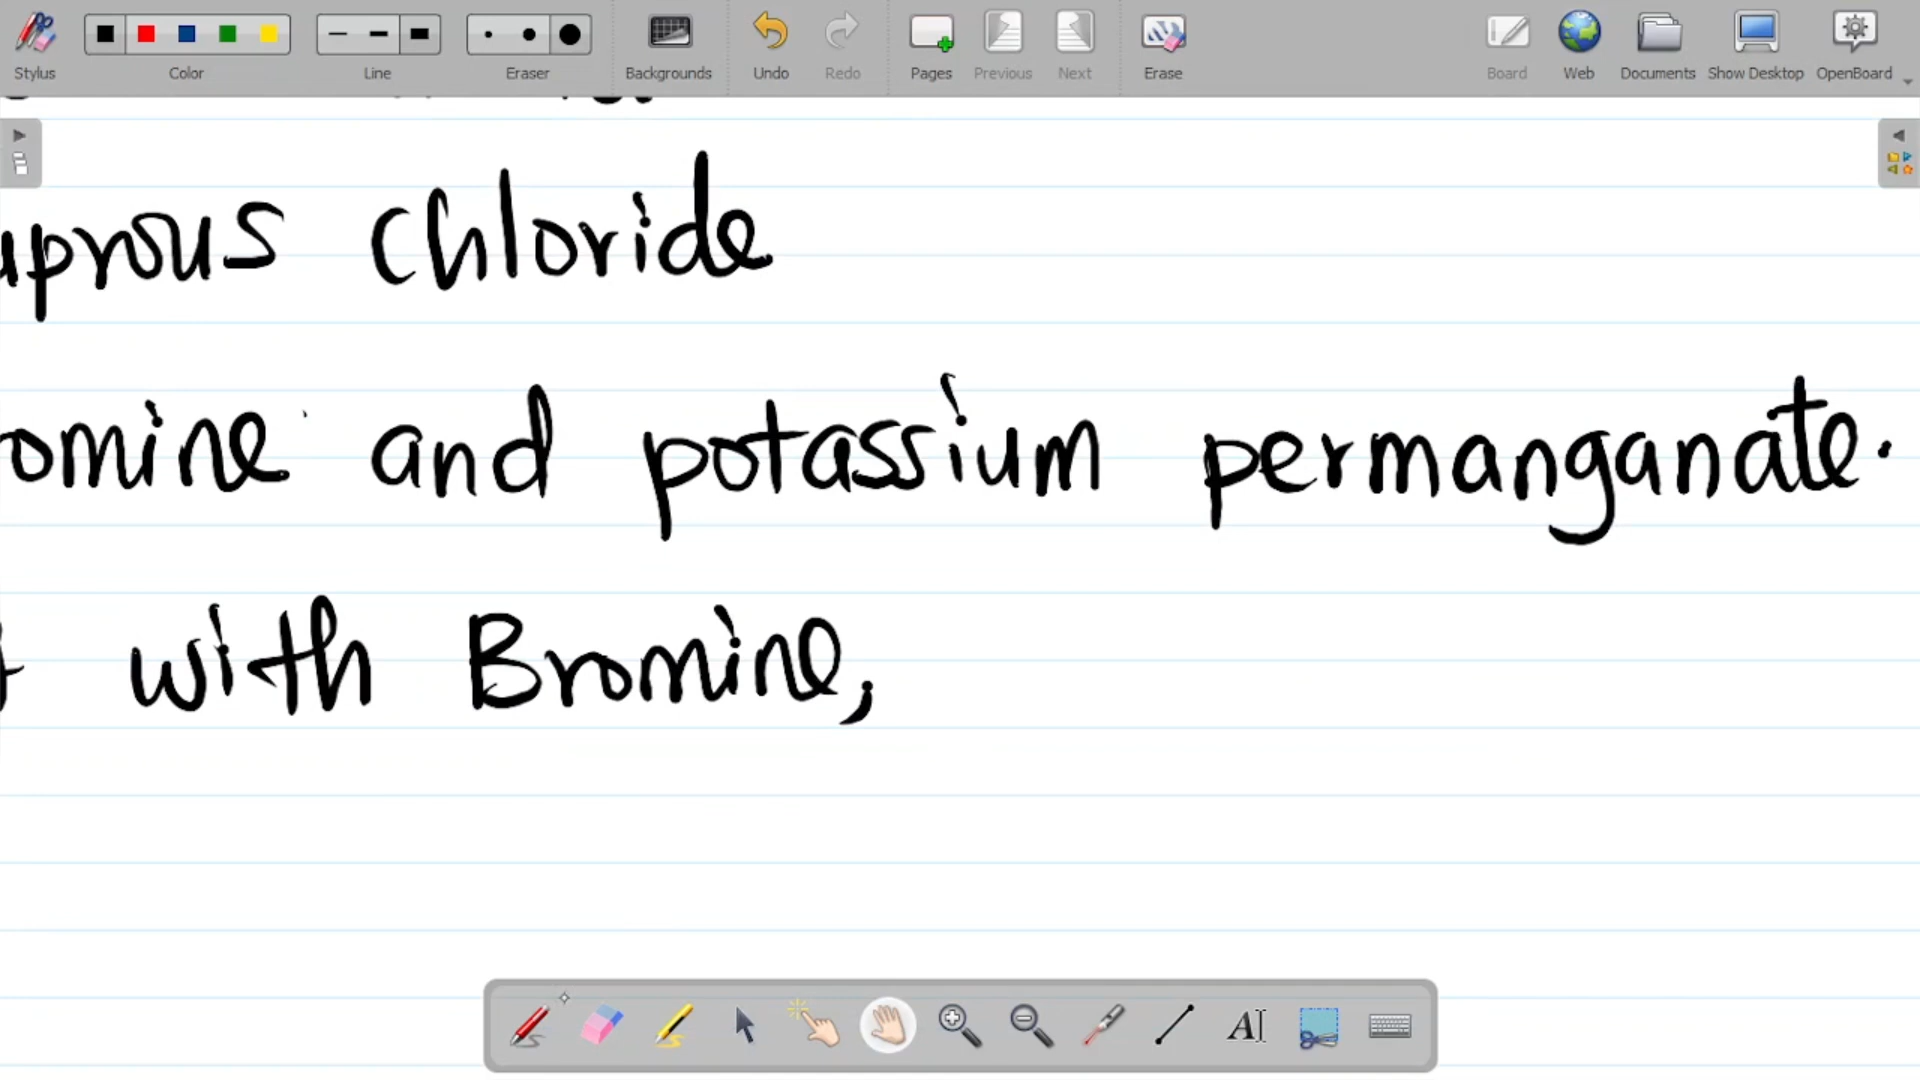 Stylus Color Line Eraser Backgrounds Undo Redo Pages Previous Next Erase Board Web Documents Show Desktop OpenBoard
uprous chloride
omine and potassium permanganate.
with Bromine,